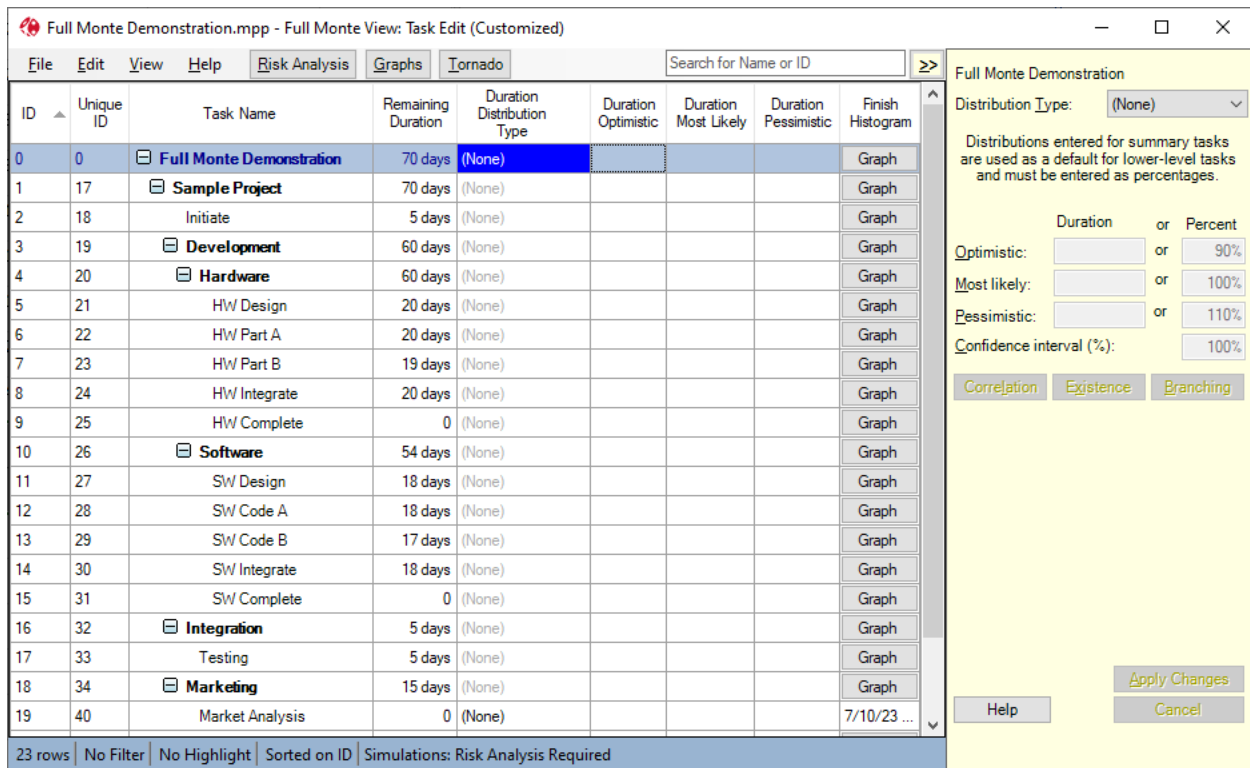 Full Monte Demonstration.mpp - Full Monte View: Task Edit (Customized)
File Edit View Help Risk Analysis Graphs Tornado Search for Name or ID >>
ID Unique ID Task Name Remaining Duration Duration Distribution Type Duration Optimistic Duration Most Likely Duration Pessimistic Finish Histogram
0 0 Full Monte Demonstration 70 days (None) Graph
1 17 Sample Project 70 days (None) Graph
2 18 Initiate 5 days (None) Graph
3 19 Development 60 days (None) Graph
4 20 Hardware 60 days (None) Graph
5 21 HW Design 20 days (None) Graph
6 22 HW Part A 20 days (None) Graph
7 23 HW Part B 19 days (None) Graph
8 24 HW Integrate 20 days (None) Graph
9 25 HW Complete 0 (None) Graph
10 26 Software 54 days (None) Graph
11 27 SW Design 18 days (None) Graph
12 28 SW Code A 18 days (None) Graph
13 29 SW Code B 17 days (None) Graph
14 30 SW Integrate 18 days (None) Graph
15 31 SW Complete 0 (None) Graph
16 32 Integration 5 days (None) Graph
17 33 Testing 5 days (None) Graph
18 34 Marketing 15 days (None) Graph
19 40 Market Analysis 0 (None) 7/10/23 ...
23 rows No Filter No Highlight Sorted on ID Simulations: Risk Analysis Required
Full Monte Demonstration
Distribution Type: (None)
Distributions entered for summary tasks
are used as a default for lower-level tasks
and must be entered as percentages.
Duration or Percent
Optimistic: or 90%
Most likely: or 100%
Pessimistic: or 110%
Confidence interval (%): 100%
Correlation Existence Branching
Apply Changes
Help Cancel